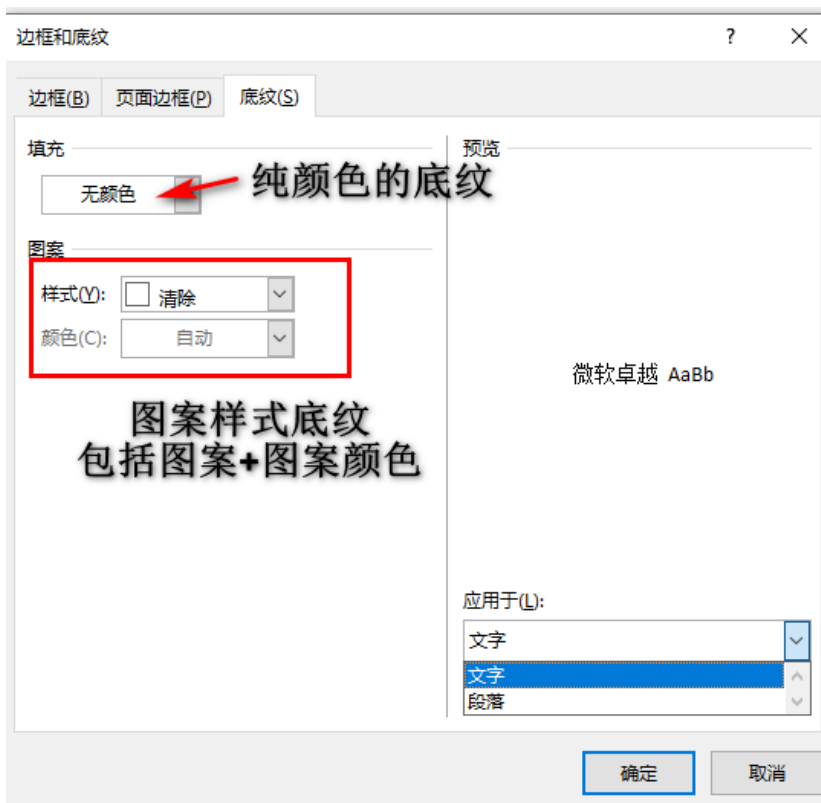 边框和底纹 ? ×
边框(B) 页面边框(P) 底纹(S)
填充
无颜色
纯颜色的底纹
图案
样式(Y): 清除
颜色(C): 自动
图案样式底纹
包括图案+图案颜色
预览
微软卓越 AaBb
应用于(L):
文字
文字
段落
确定 取消